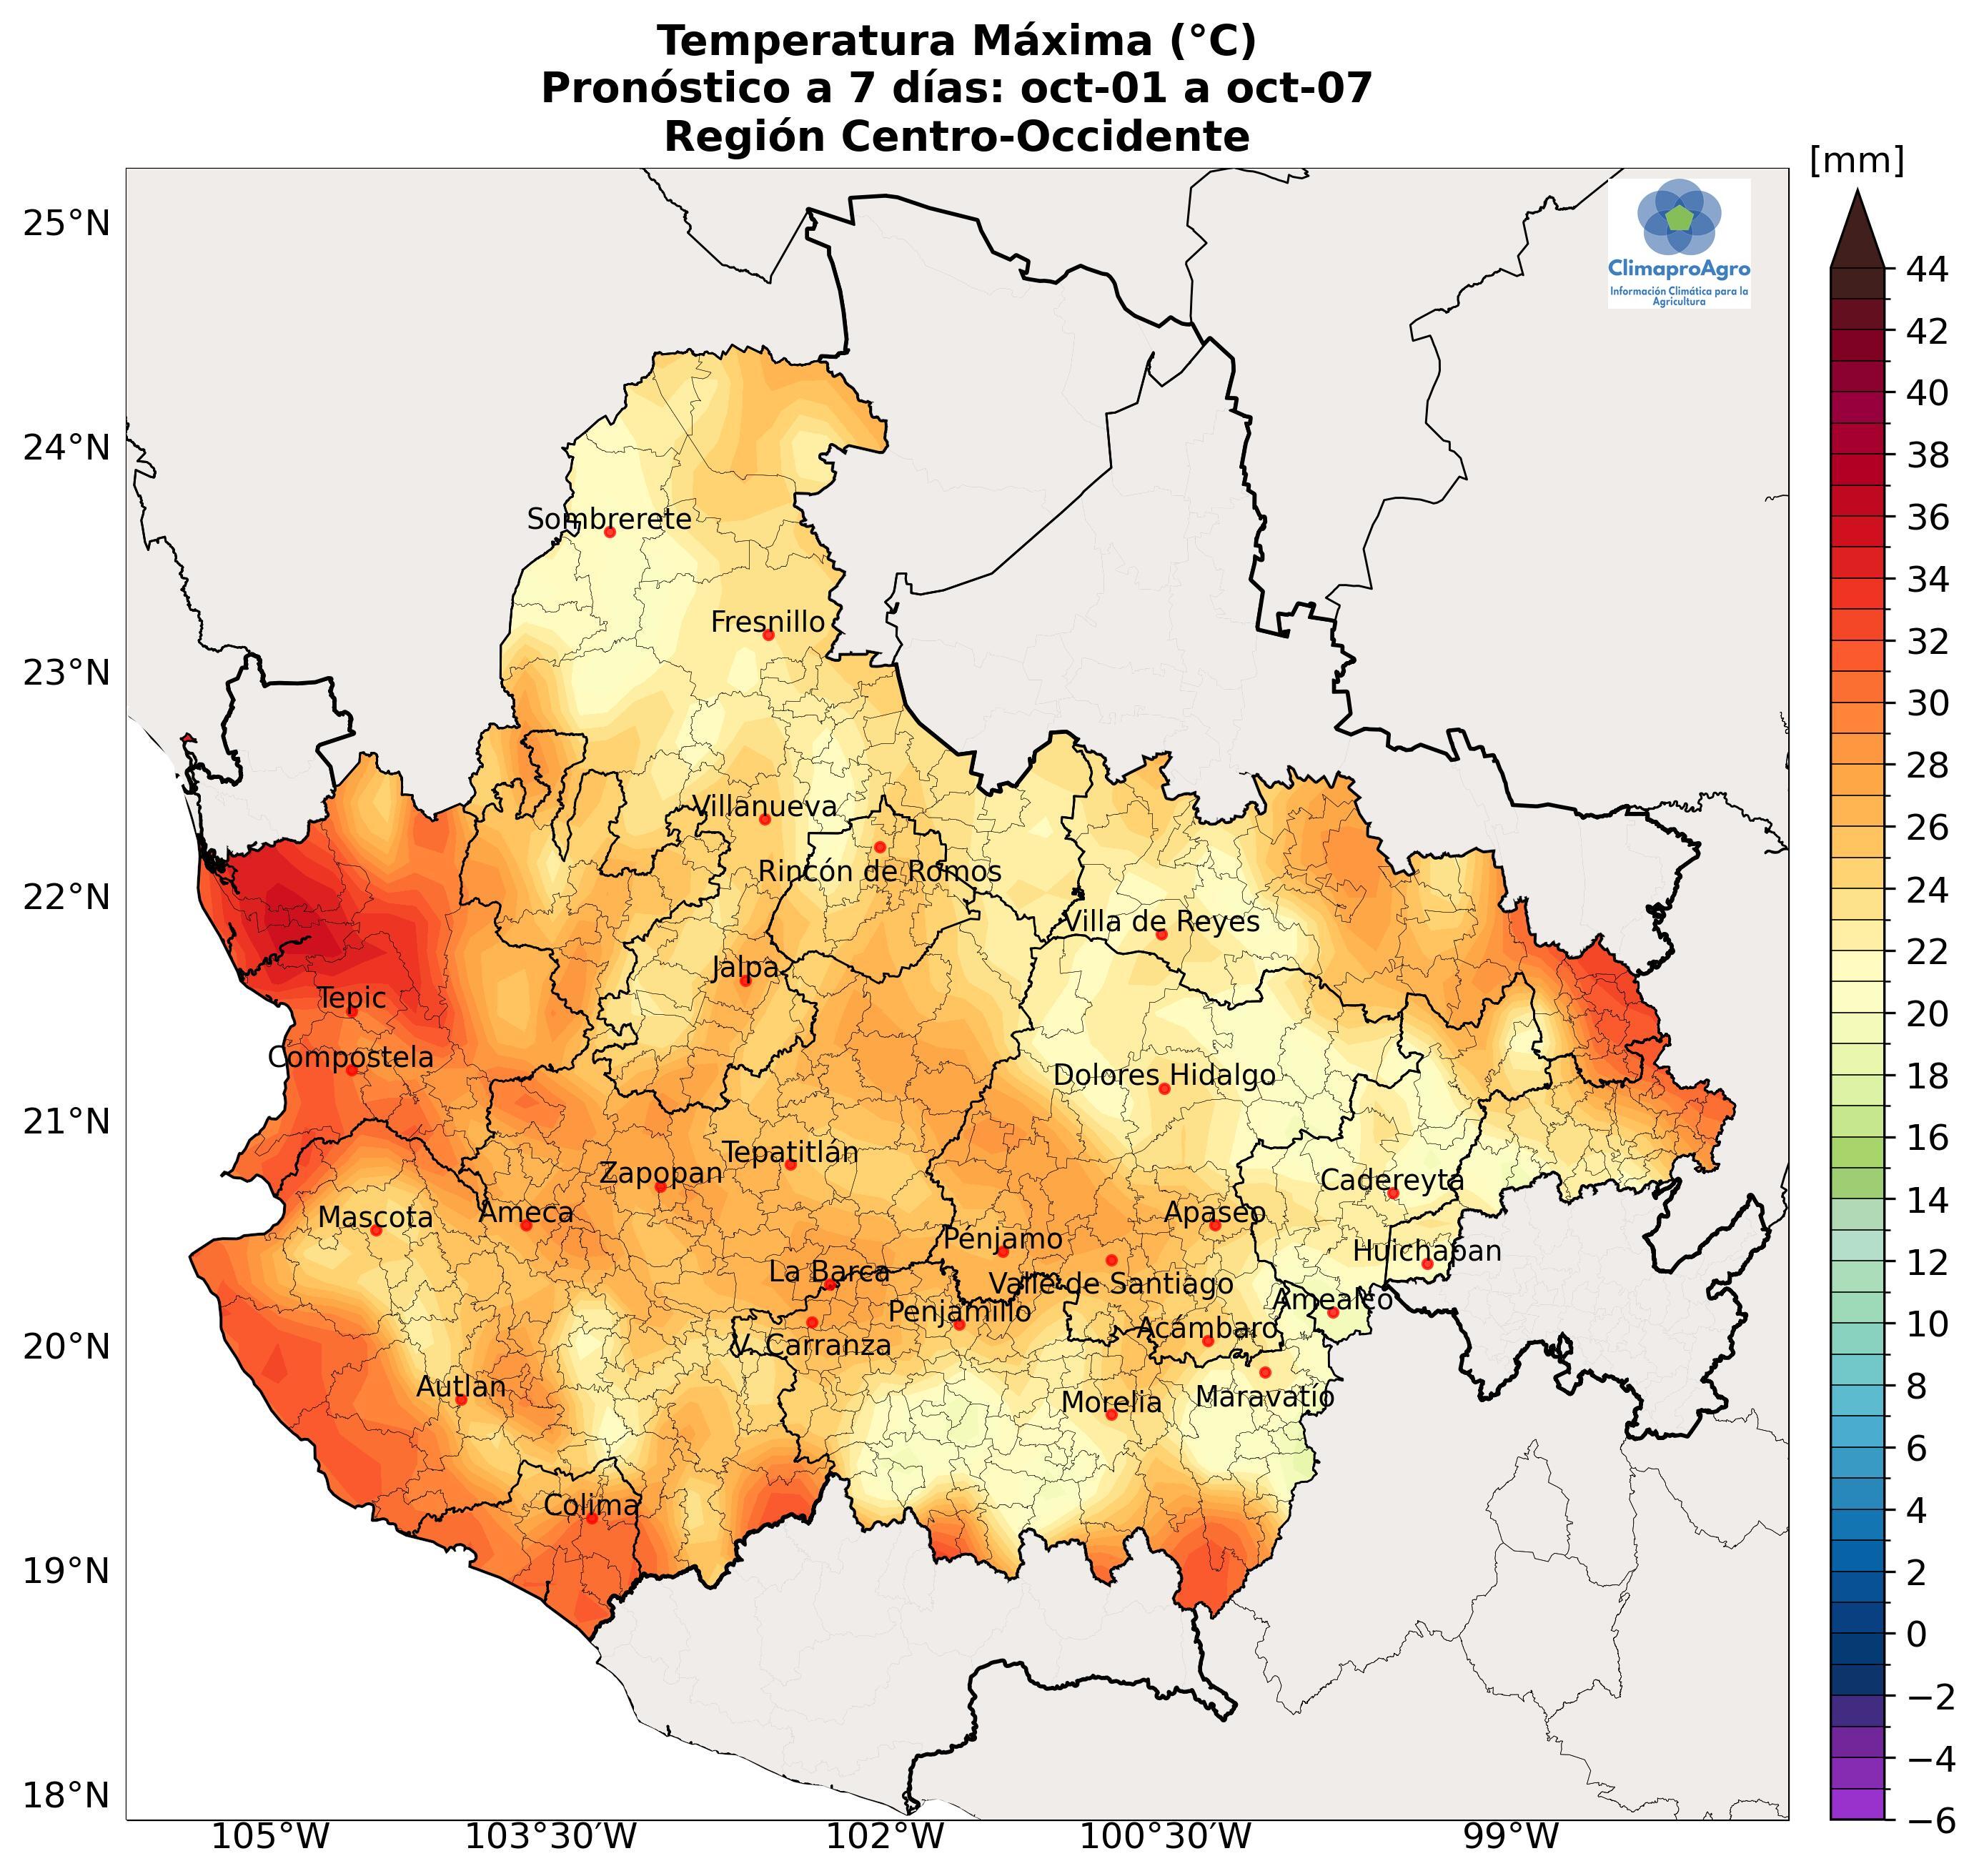 Temperatura Máxima (°C)
Pronóstico a 7 días: oct-01 a oct-07
Región Centro-Occidente
[mm]
ClimaproAgro
Información Climática para la
Agricultura
25°N
24°N
23°N
22°N
21°N
20°N
19°N
18°N
Sombrerete
Fresnillo
Villanueva
Rincón de Romos
Villa de Reyes
Jalpa
Tepic
Compostela
Dolores Hidalgo
Tepatitlán
Zapopan
Cadereyta
Mascota
Ameca
Apaseo
Pénjamo
Huichapan
La Barca
Valle de Santiago
Amealco
Penjamillo
Acámbaro
V. Carranza
Autlan
Maravatío
Morelia
Colima
105°W
103°30′W
102°W
100°30′W
99°W
44
42
40
38
36
34
32
30
28
26
24
22
20
18
16
14
12
10
8
6
4
2
0
−2
−4
−6